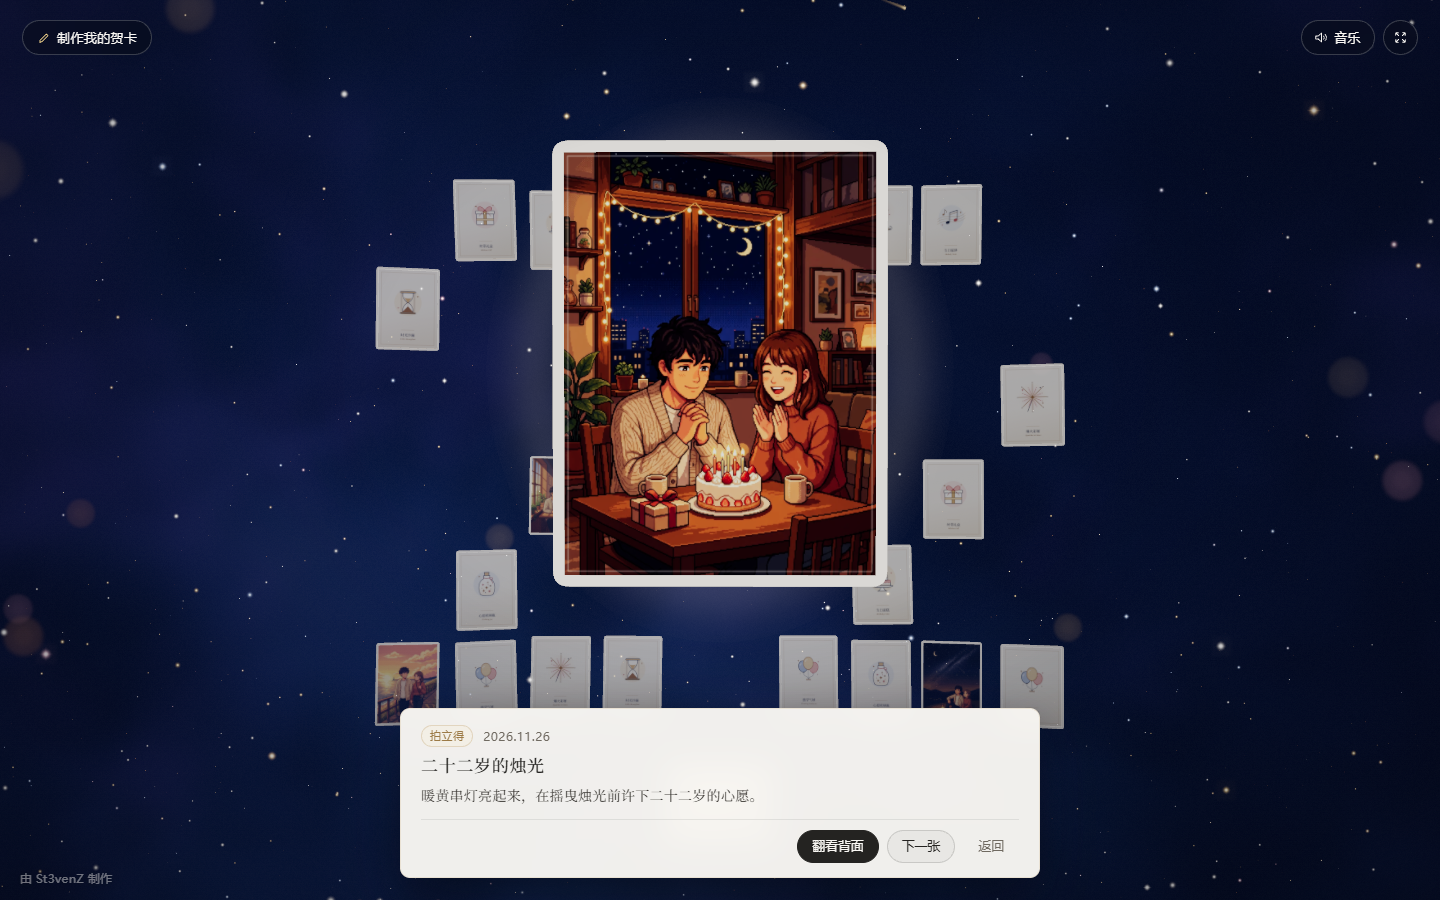 制作我的贺卡
音乐
拍立得 2026.11.26
二十二岁的烛光
暖黄串灯亮起来，在摇曳烛光前许下二十二岁的心愿。
翻看背面 下一张 返回
由 St3venZ 制作